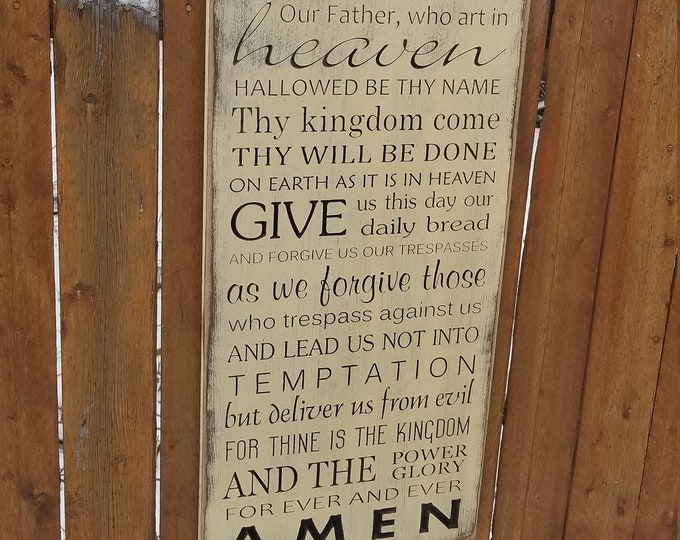 Our Father, who art in
heaven
HALLOWED BE THY NAME
Thy kingdom come
THY WILL BE DONE
ON EARTH AS IT IS IN HEAVEN
GIVE us this day our
daily bread
AND FORGIVE US OUR TRESPASSES
as we forgive those
who trespass against us
AND LEAD US NOT INTO
TEMPTATION
but deliver us from evil
FOR THINE IS THE KINGDOM
AND THE POWER
GLORY
FOR EVER AND EVER
AMEN